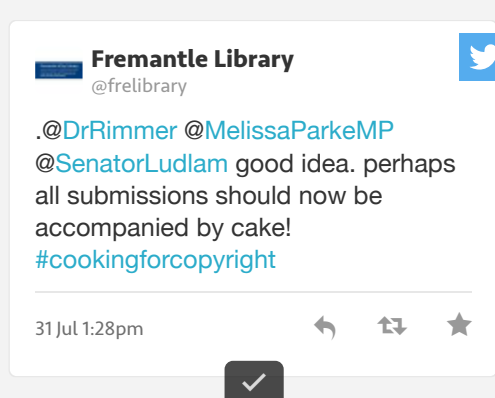 Fremantle Library
@frelibrary
.@DrRimmer @MelissaParkeMP
@SenatorLudlam good idea. perhaps
all submissions should now be
accompanied by cake!
#cookingforcopyright
31 Jul 1:28pm